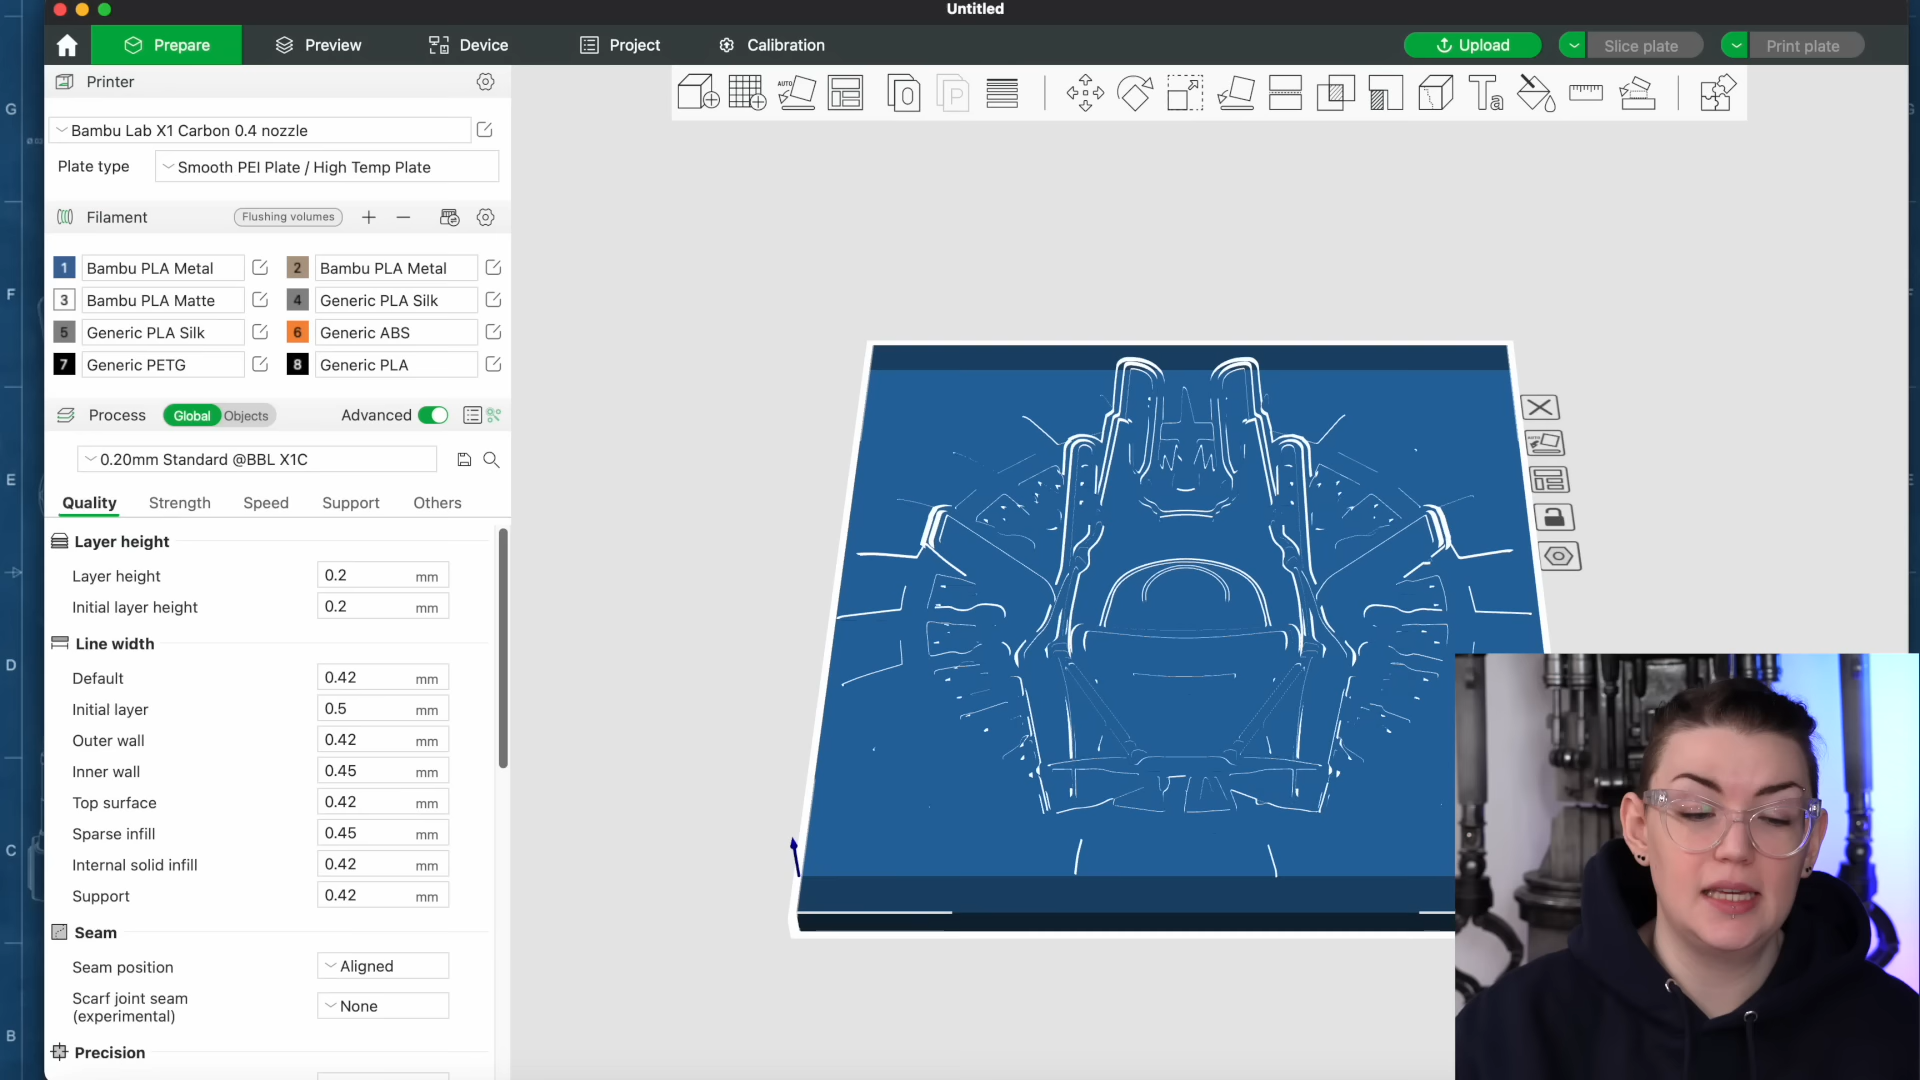 Untitled
Prepare
Preview
Device
Project
Calibration
Upload
Slice plate
Print plate
Printer
Bambu Lab X1 Carbon 0.4 nozzle
Plate type
Smooth PEI Plate / High Temp Plate
Filament
Flushing volumes
1 Bambu PLA Metal
2 Bambu PLA Metal
3 Bambu PLA Matte
4 Generic PLA Silk
5 Generic PLA Silk
6 Generic ABS
7 Generic PETG
8 Generic PLA
Process
Global
Objects
Advanced
0.20mm Standard @BBL X1C
Quality
Strength
Speed
Support
Others
Layer height
Layer height 0.2 mm
Initial layer height 0.2 mm
Line width
Default 0.42 mm
Initial layer 0.5 mm
Outer wall 0.42 mm
Inner wall 0.45 mm
Top surface 0.42 mm
Sparse infill 0.45 mm
Internal solid infill 0.42 mm
Support 0.42 mm
Seam
Seam position Aligned
Scarf joint seam
(experimental) None
Precision
AUTO
O
P
Ta
G
F
E
D
C
B